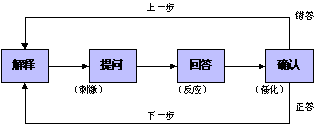 上一步
错答
解释 提问 回答 确认
(刺激) (反应) (强化)
正答
下一步